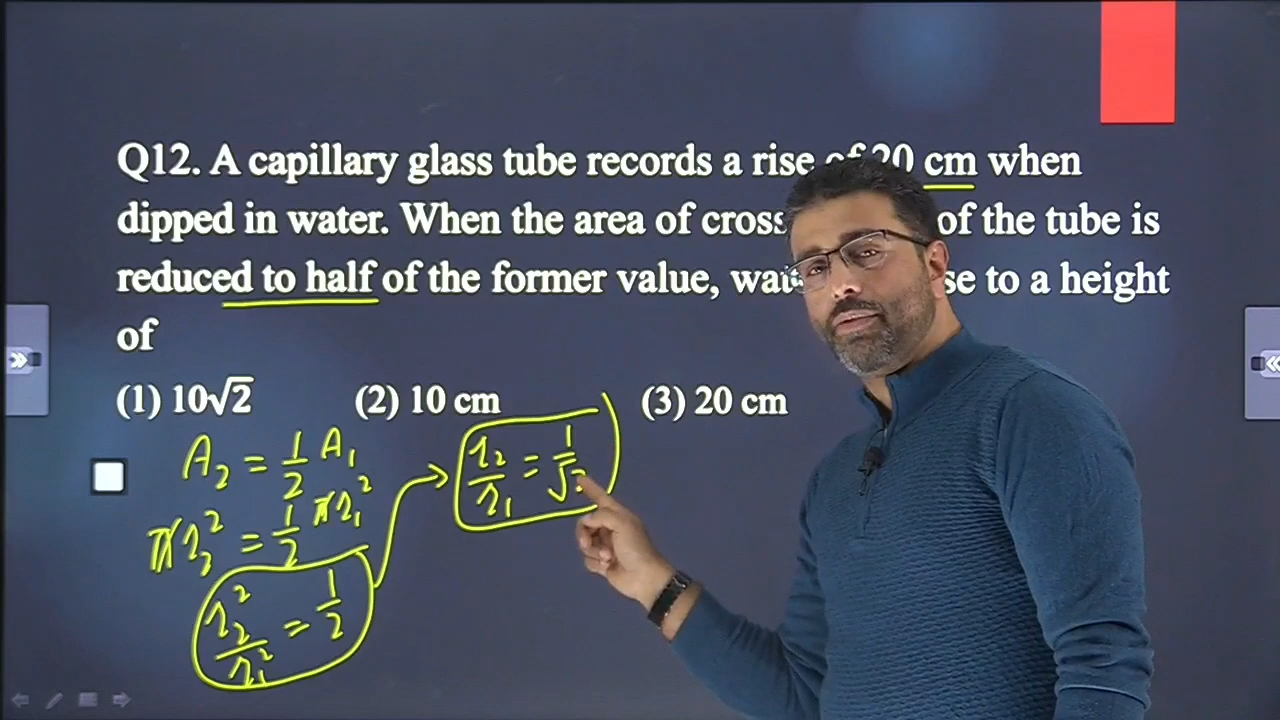 Q12. A capillary glass tube records a rise of 20 cm when
dipped in water. When the area of cross of the tube is
reduced to half of the former value, to a height
of
(1) 10√2 (2) 10 cm (3) 20 cm
A₂ = 1/2 A₁
πr₂² = 1/2 πr₁²
r₂²/r₁² = 1/2
r₂/r₁ = 1/√2